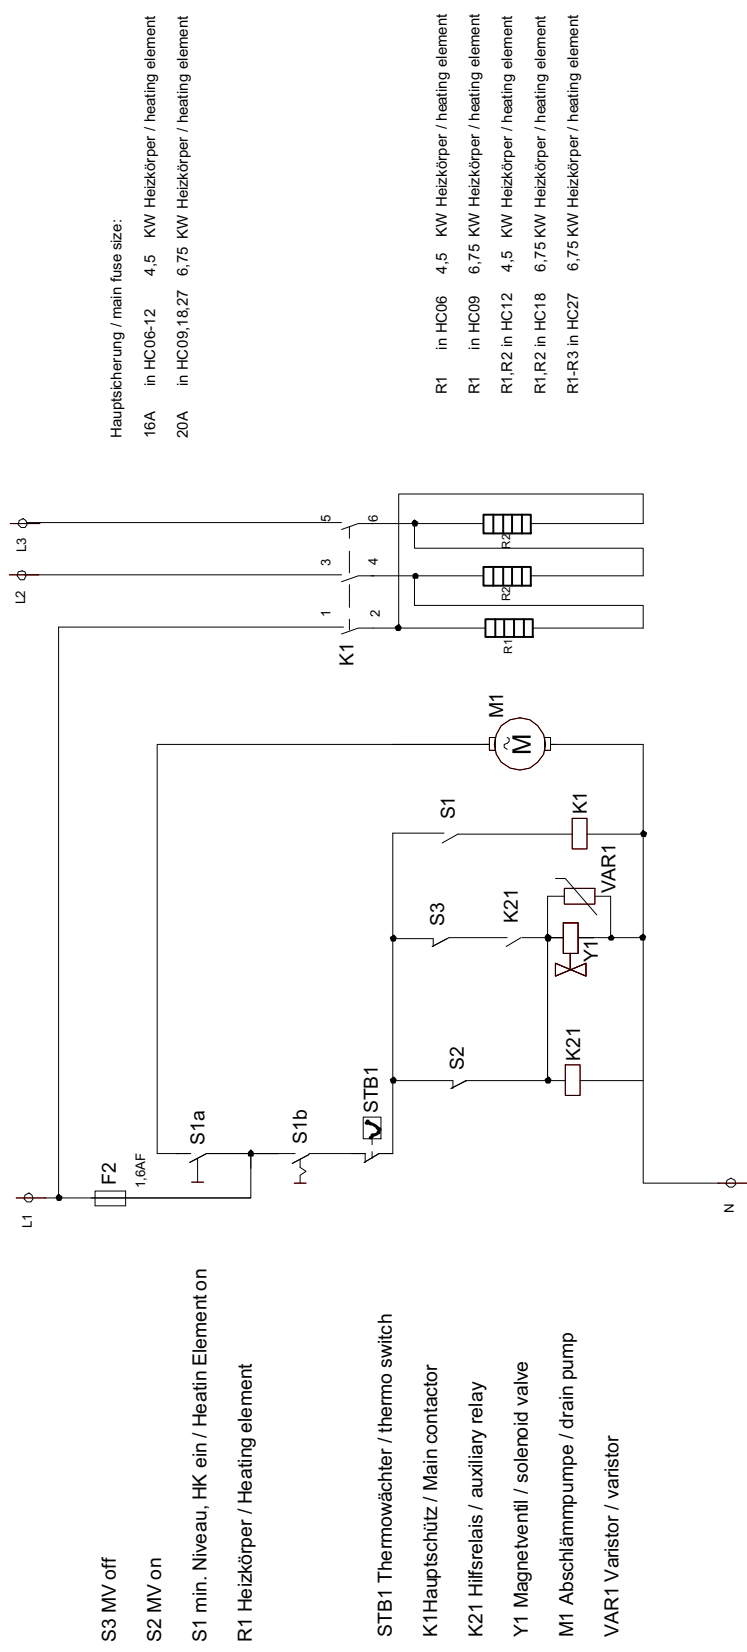 Hauptsicherung / main fuse size:
16A in HC06-12 4,5 KW Heizkörper / heating element
20A in HC09,18,27 6,75 KW Heizkörper / heating element
R1 in HC06 4,5 KW Heizkörper / heating element
R1 in HC09 6,75 KW Heizkörper / heating element
R1,R2 in HC12 4,5 KW Heizkörper / heating element
R1,R2 in HC18 6,75 KW Heizkörper / heating element
R1-R3 in HC27 6,75 KW Heizkörper / heating element
L3
L2
5
6
3
4
1
2
K1
R2
R2
R1
M1
M
~
S1
K1
S3
K21
VAR1
Y1
S2
K21
S1a
S1b
STB1
F2
1,6AF
L1
N
S3 MV off
S2 MV on
S1 min. Niveau, HK ein / Heatin Element on
R1 Heizkörper / Heating element
STB1 Thermowächter / thermo switch
K1Hauptschütz / Main contactor
K21 Hilfsrelais / auxiliary relay
Y1 Magnetventil / solenoid valve
M1 Abschlämmpumpe / drain pump
VAR1 Varistor / varistor